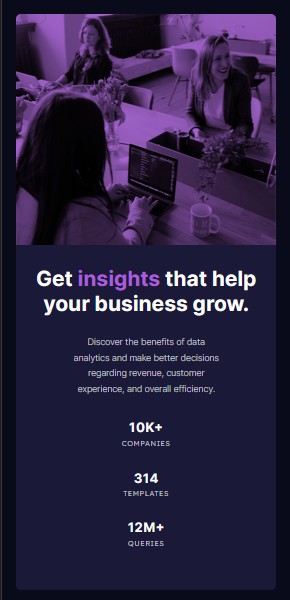 Get insights that help
your business grow.
Discover the benefits of data
analytics and make better decisions
regarding revenue, customer
experience, and overall efficiency.
10K+
COMPANIES
314
TEMPLATES
12M+
QUERIES